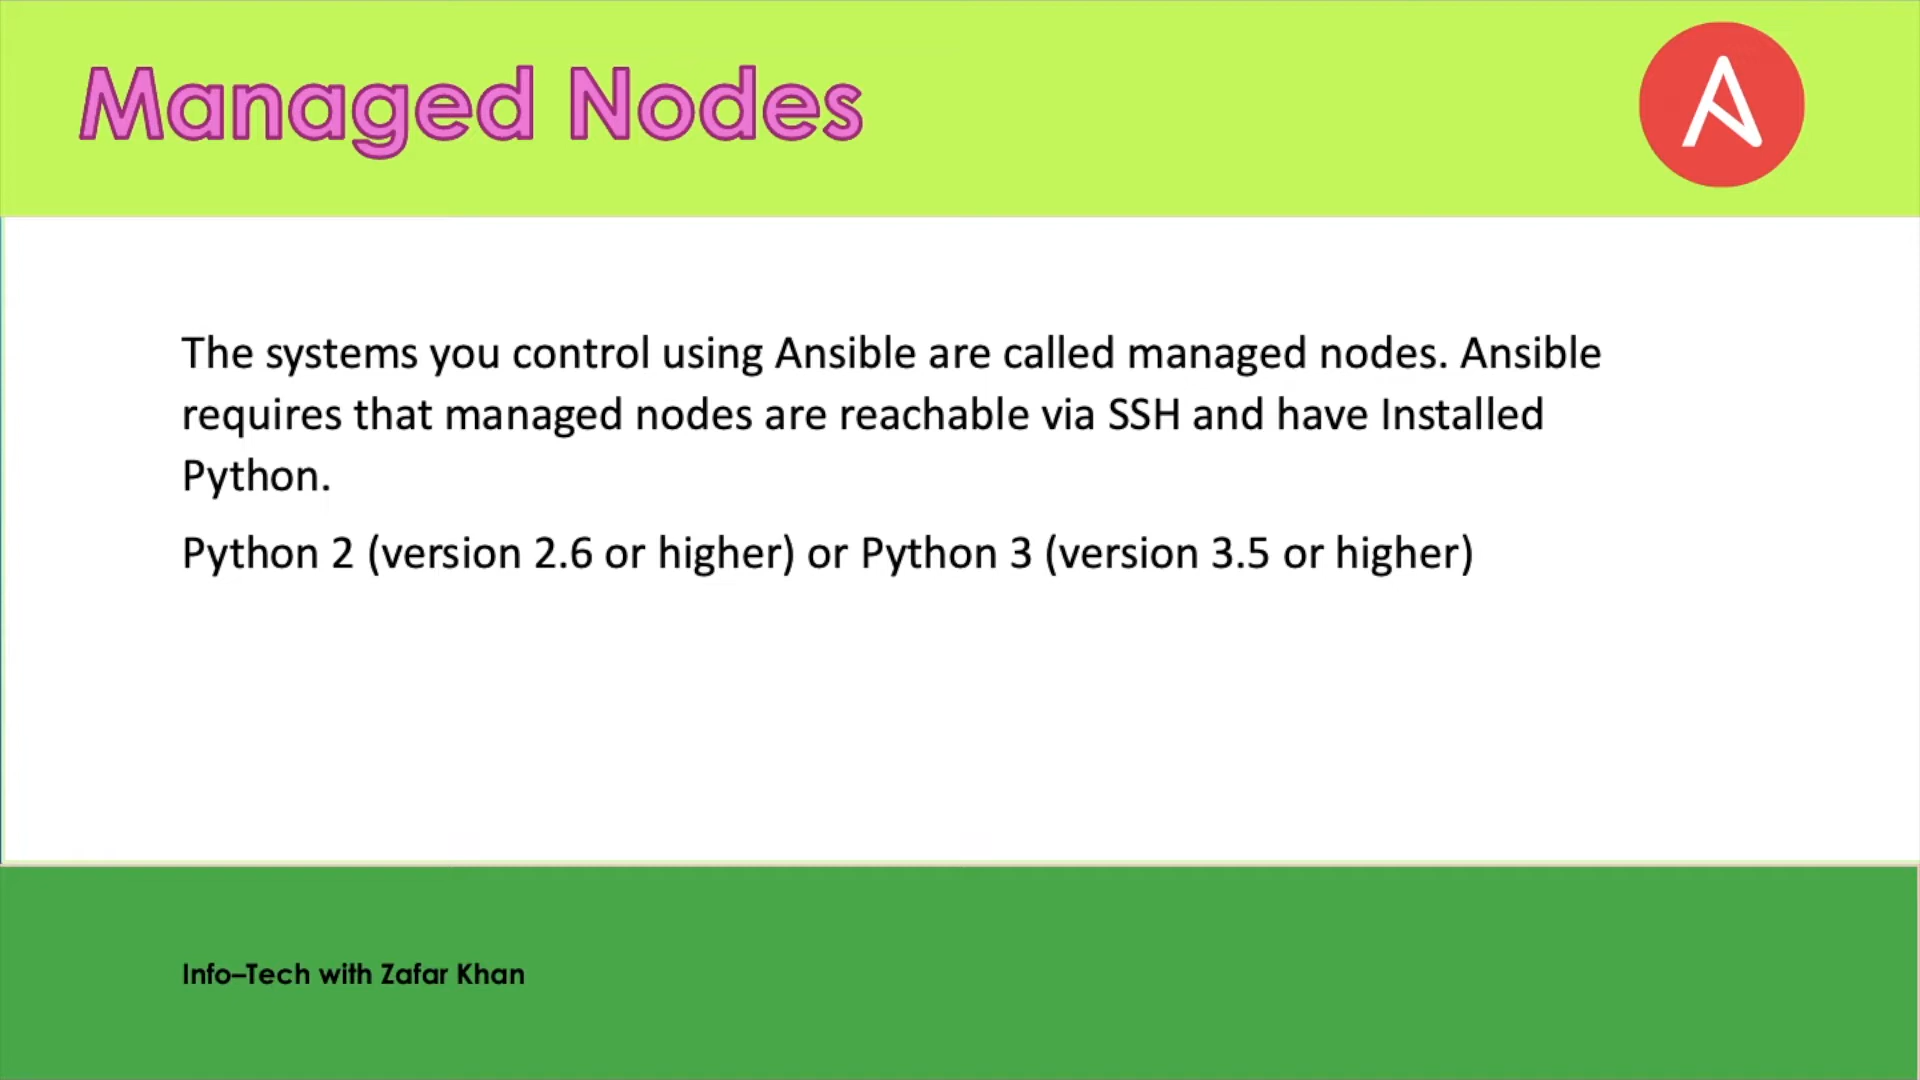 Managed Nodes
The systems you control using Ansible are called managed nodes. Ansible
requires that managed nodes are reachable via SSH and have Installed
Python.
Python 2 (version 2.6 or higher) or Python 3 (version 3.5 or higher)
Info–Tech with Zafar Khan